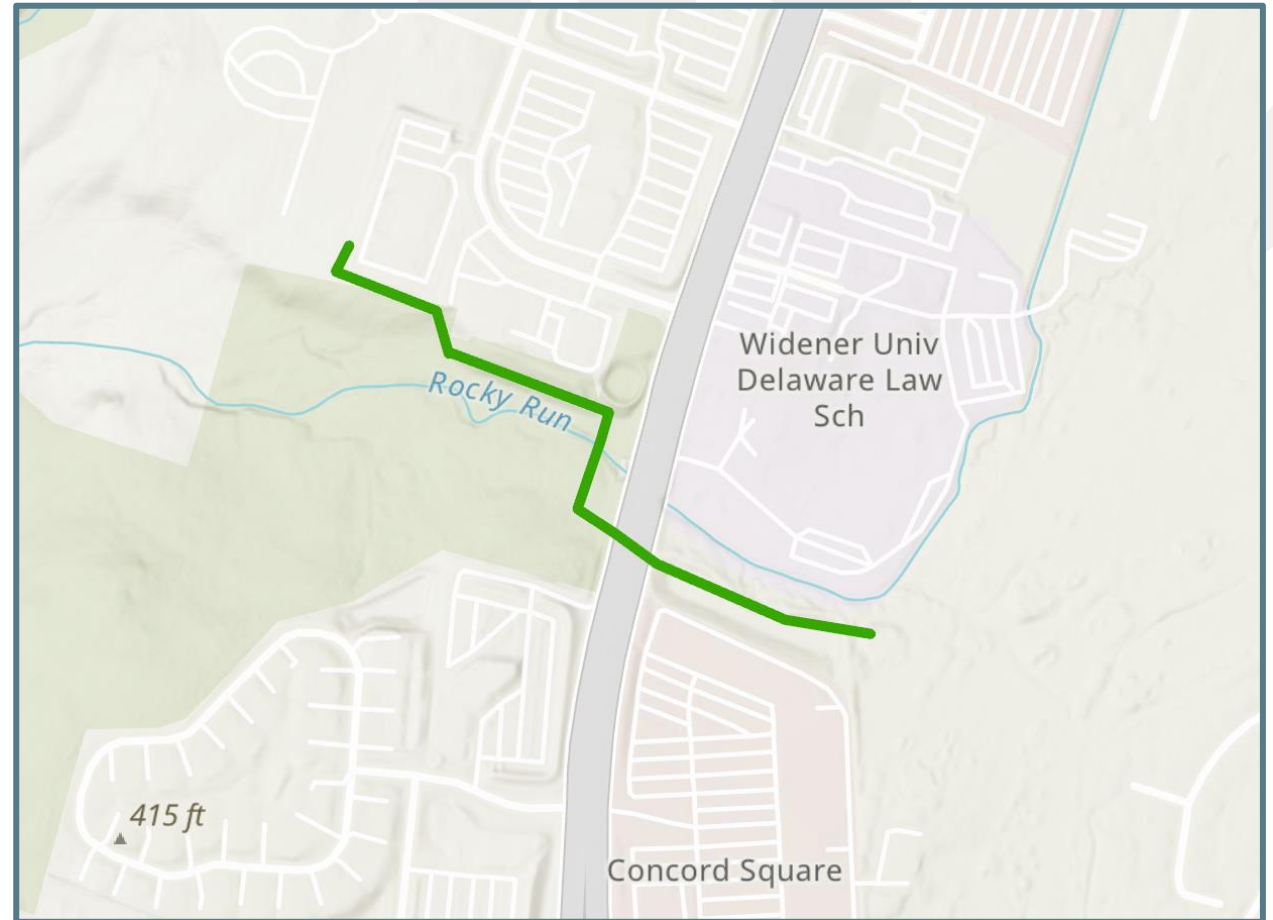 Widener Univ
Delaware Law
Sch
Rocky Run
415 ft
Concord Square